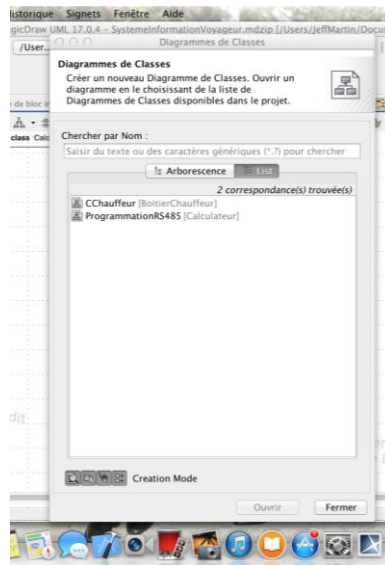 Historique Signets Fenêtre Aide
gicDraw UML 17.0.4 - SystemeInformationVoyageur.mdzip [/Users/JeffMartin/Docu
/User...
Diagrammes de Classes
Diagrammes de Classes
Créer un nouveau Diagramme de Classes. Ouvrir un
diagramme en le choisissant de la liste de
Diagrammes de Classes disponibles dans le projet.
de bloc in
class Calc
Chercher par Nom :
Saisir du texte ou des caractères génériques (*,?) pour chercher
Arborescence
List
2 correspondance(s) trouvée(s)
CChauffeur [BoitierChauffeur]
ProgrammationRS485 [Calculateur]
Creation Mode
Ouvrir
Fermer